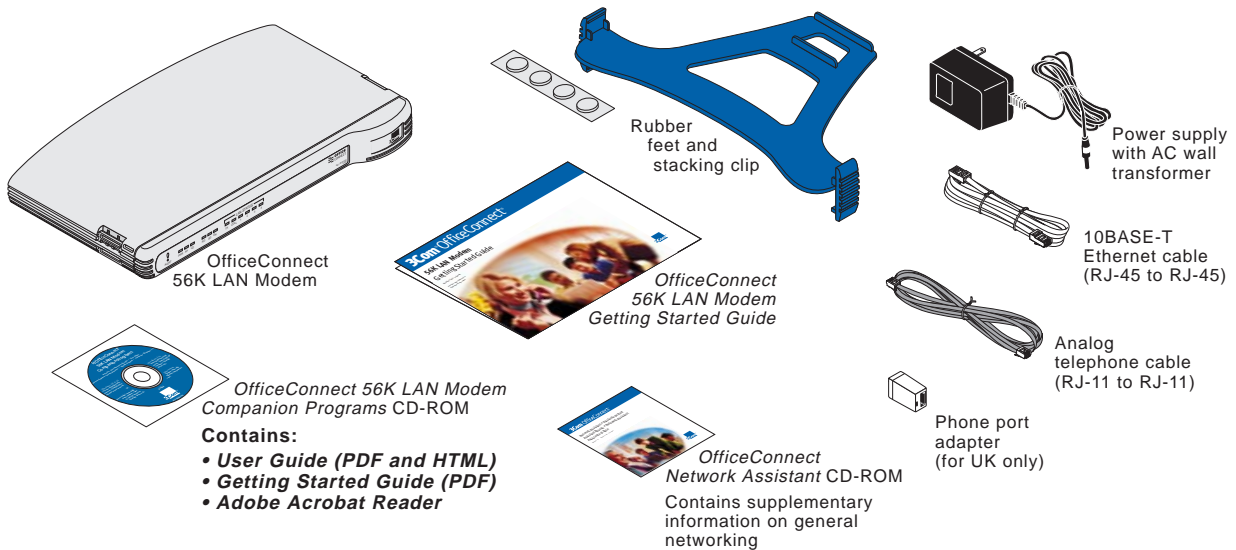 Rubber
feet and
stacking clip
Power supply
with AC wall
transformer
OfficeConnect
56K LAN Modem
3Com OfficeConnect
56K LAN Modem
Getting Started Guide
OfficeConnect
56K LAN Modem
Getting Started Guide
10BASE-T
Ethernet cable
(RJ-45 to RJ-45)
Analog
telephone cable
(RJ-11 to RJ-11)
OfficeConnect 56K LAN Modem
Companion Programs CD-ROM
Contains:
• User Guide (PDF and HTML)
• Getting Started Guide (PDF)
• Adobe Acrobat Reader
3Com OfficeConnect
OfficeConnect
Network Assistant CD-ROM
Contains supplementary
information on general
networking
Phone port
adapter
(for UK only)